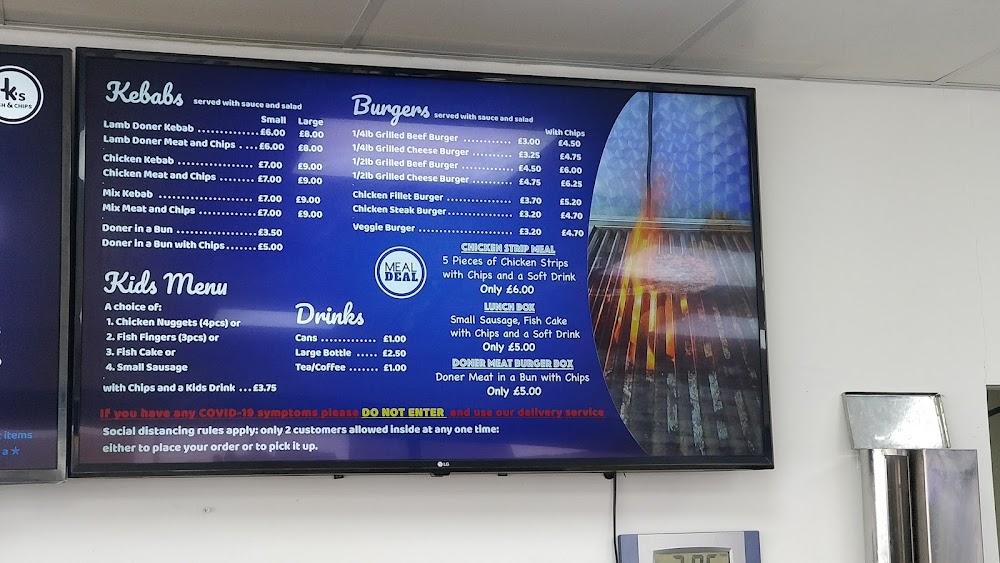 k's
& CHIPS
items
a ★
Kebabs served with sauce and salad
Small Large
Lamb Doner Kebab .............. £6.00 £8.00
Lamb Doner Meat and Chips .... £6.00 £8.00
Chicken Kebab ................. £7.00 £9.00
Chicken Meat and Chips ........ £7.00 £9.00
Mix Kebab ..................... £7.00 £9.00
Mix Meat and Chips ............ £7.00 £9.00
Doner in a Bun ................ £3.50
Doner in a Bun with Chips ...... £5.00
Kids Menu
A choice of:
1. Chicken Nuggets (4pcs) or
2. Fish Fingers (3pcs) or
3. Fish Cake or
4. Small Sausage
with Chips and a Kids Drink ... £3.75
Burgers served with sauce and salad
With Chips
1/4lb Grilled Beef Burger ........... £3.00 £4.50
1/4lb Grilled Cheese Burger ......... £3.25 £4.75
1/2lb Grilled Beef Burger ........... £4.50 £6.00
1/2lb Grilled Cheese Burger ......... £4.75 £6.25
Chicken Fillet Burger ............... £3.70 £5.20
Chicken Steak Burger ................ £3.20 £4.70
Veggie Burger ....................... £3.20 £4.70
MEAL
DEAL
CHICKEN STRIP MEAL
5 Pieces of Chicken Strips
with Chips and a Soft Drink
Only £6.00
LUNCH BOX
Small Sausage, Fish Cake
with Chips and a Soft Drink
Only £5.00
DONER MEAT BURGER BOX
Doner Meat in a Bun with Chips
Only £5.00
Drinks
Cans ............. £1.00
Large Bottle ..... £2.50
Tea/Coffee ....... £1.00
If you have any COVID-19 symptoms please DO NOT ENTER and use our delivery service
Social distancing rules apply: only 2 customers allowed inside at any one time:
either to place your order or to pick it up.
LG